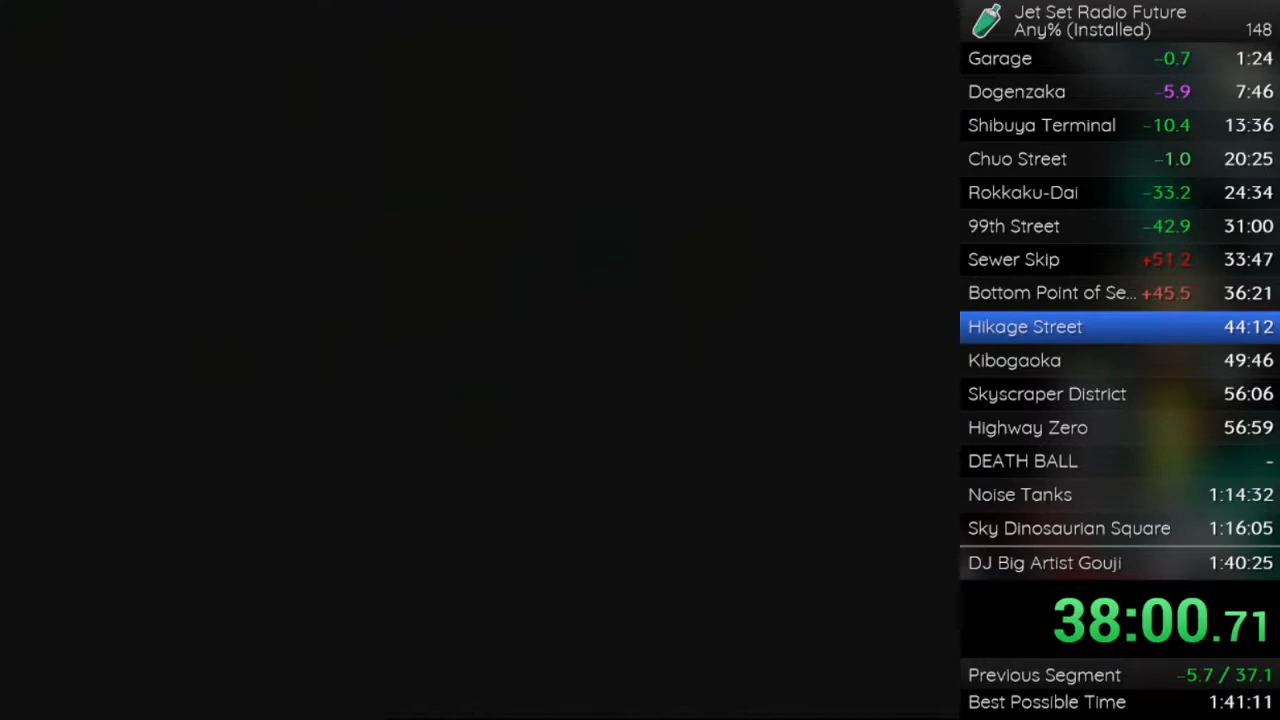 Jet Set Radio Future
Any% (Installed) 148
Garage -0.7 1:24
Dogenzaka -5.9 7:46
Shibuya Terminal -10.4 13:36
Chuo Street -1.0 20:25
Rokkaku-Dai -33.2 24:34
99th Street -42.9 31:00
Sewer Skip +51.2 33:47
Bottom Point of Se... +45.5 36:21
Hikage Street 44:12
Kibogaoka 49:46
Skyscraper District 56:06
Highway Zero 56:59
DEATH BALL -
Noise Tanks 1:14:32
Sky Dinosaurian Square 1:16:05
DJ Big Artist Gouji 1:40:25
38:00.71
Previous Segment -5.7 / 37.1
Best Possible Time 1:41:11